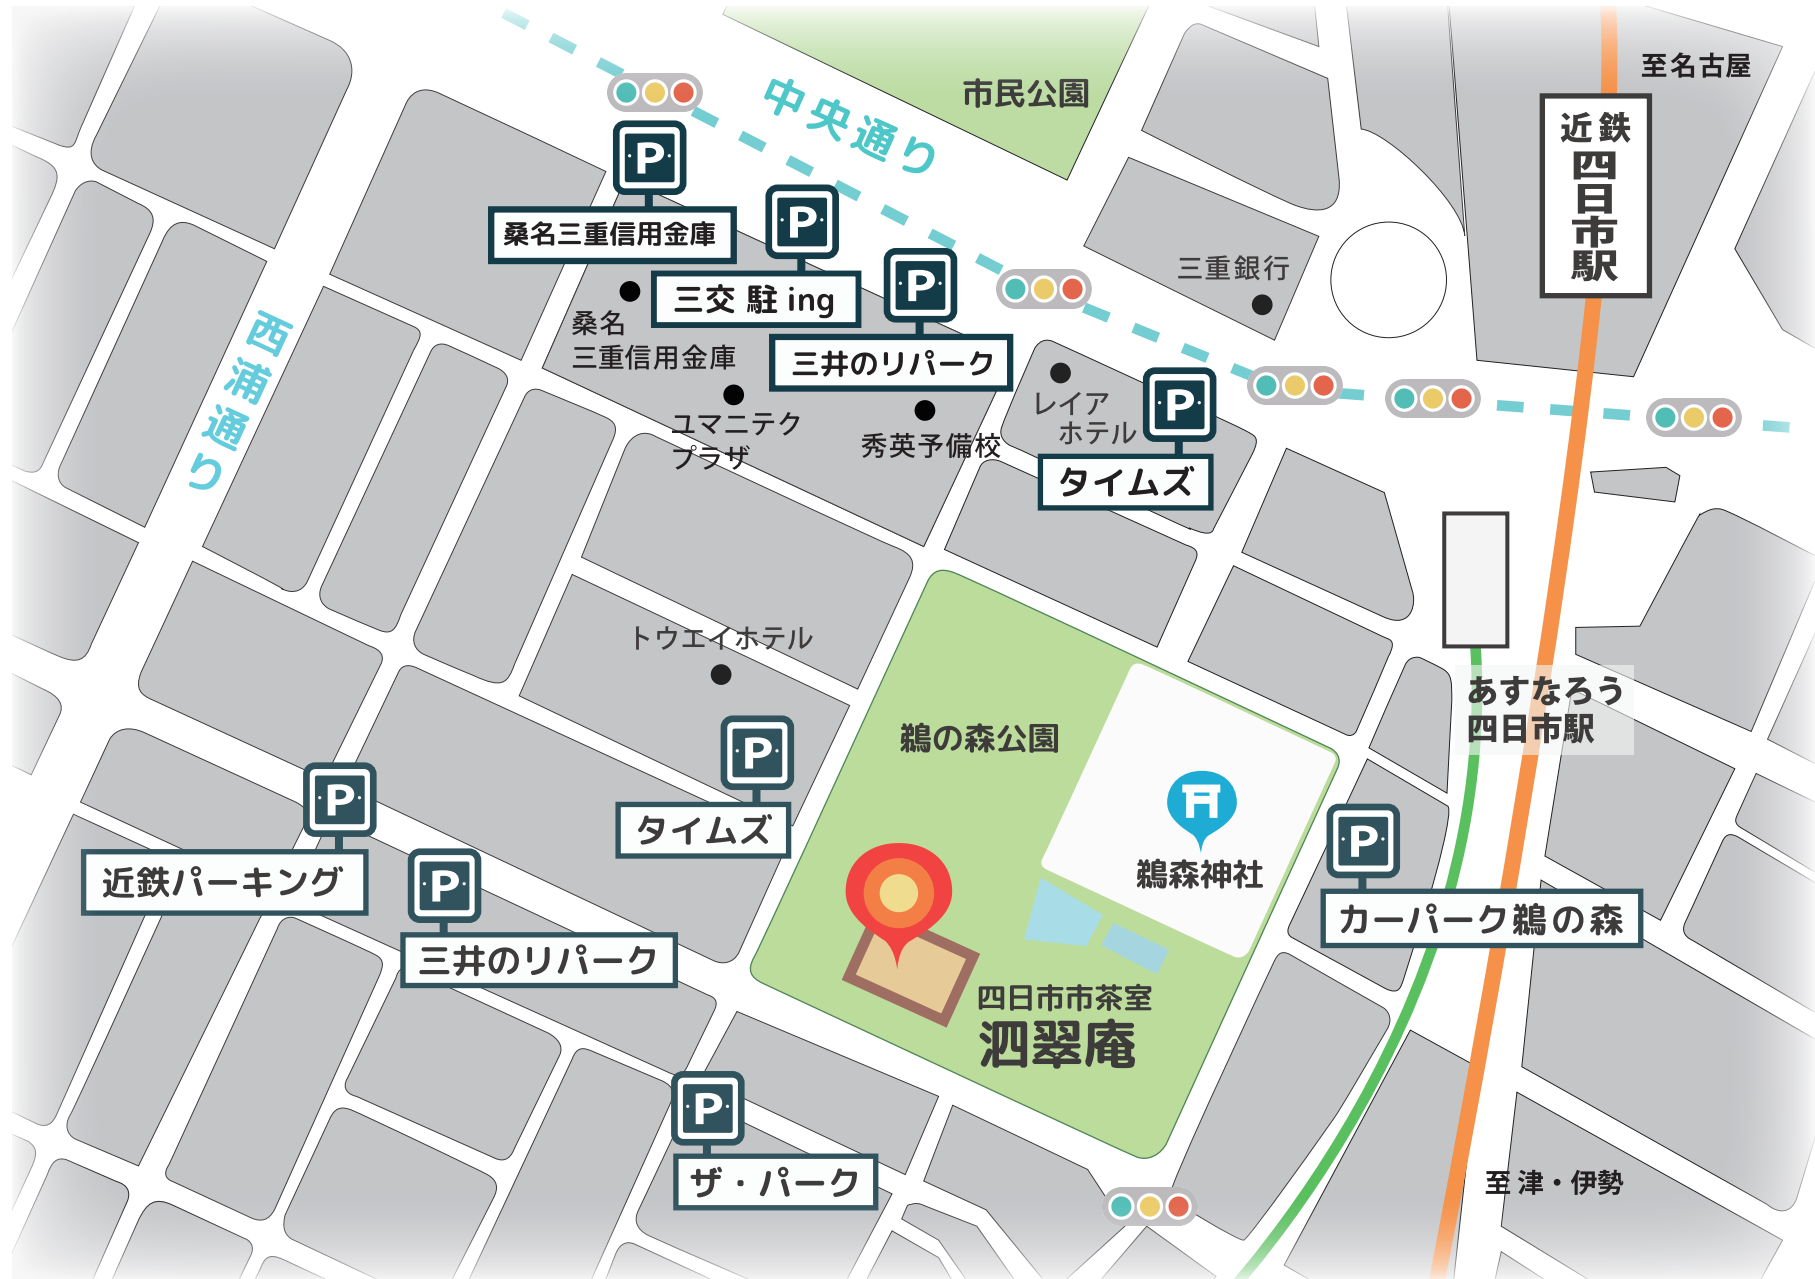 至名古屋
市民公園
中央通り
近鉄
四日市駅
P
桑名三重信用金庫
P
三交 駐 ing
P
三井のリパーク
三重銀行
桑名
三重信用金庫
西浦通り
レイア
ホテル
P
タイムズ
ユマニテク
プラザ
秀英予備校
トウエイホテル
あすなろう
四日市駅
鵜の森公園
P
タイムズ
P
近鉄パーキング
P
三井のリパーク
鵜森神社
P
カーパーク鵜の森
四日市市茶室
泗翠庵
P
ザ・パーク
至 津・伊勢